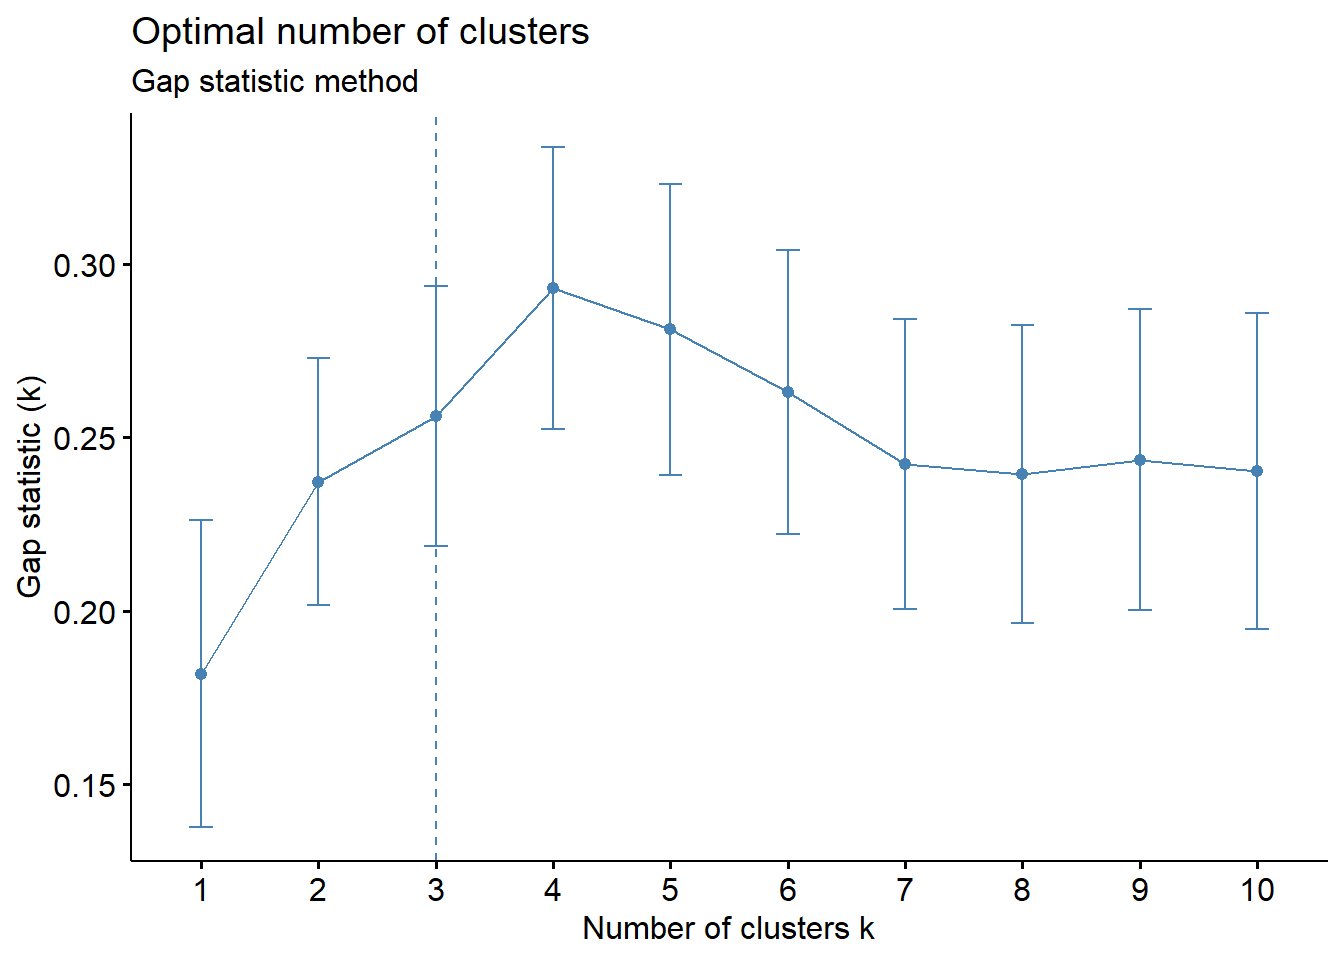 Optimal number of clusters
Gap statistic method
Gap statistic (k)
0.30
0.25
0.20
0.15
1 2 3 4 5 6 7 8 9 10
Number of clusters k